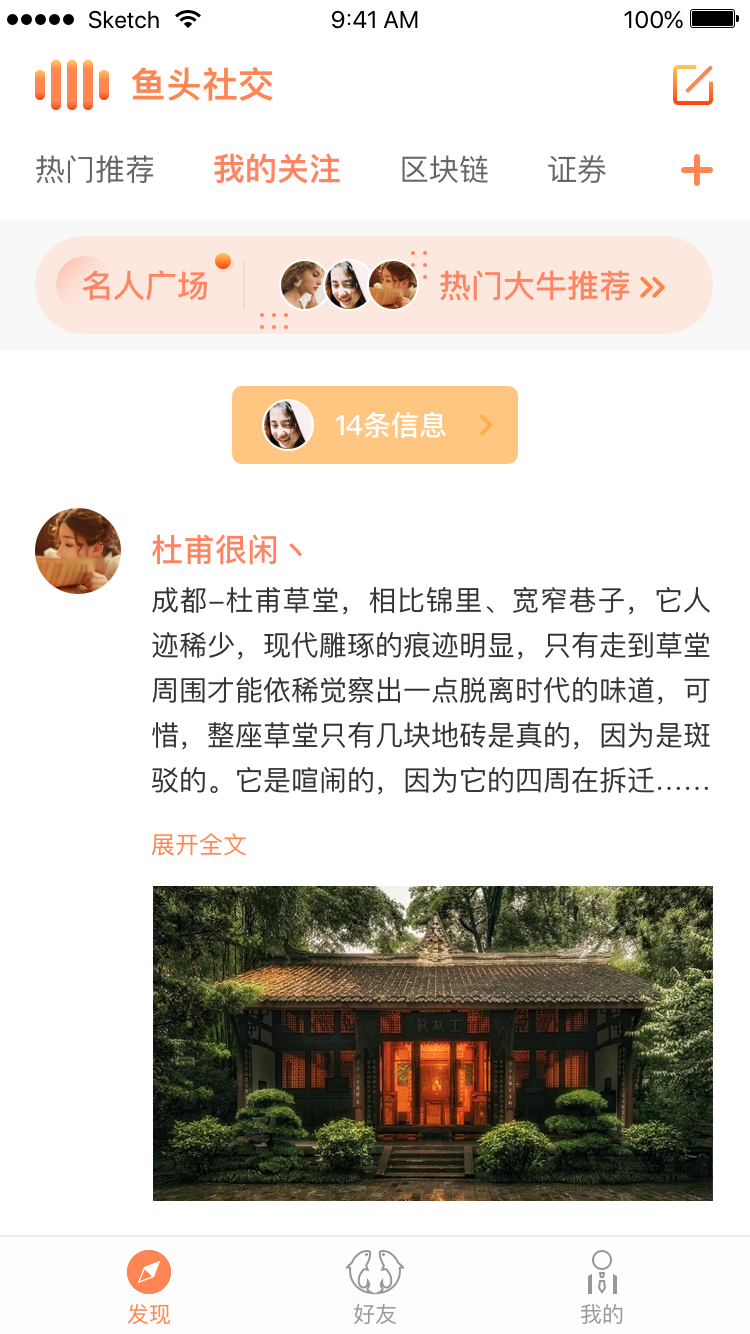 Sketch 9:41 AM 100%
鱼头社交
热门推荐 我的关注 区块链 证券
名人广场 热门大牛推荐
14条信息
杜甫很闲丶
成都–杜甫草堂，相比锦里、宽窄巷子，它人
迹稀少，现代雕琢的痕迹明显，只有走到草堂
周围才能依稀觉察出一点脱离时代的味道，可
惜，整座草堂只有几块地砖是真的，因为是斑
驳的。它是喧闹的，因为它的四周在拆迁……
展开全文
发现 好友 我的